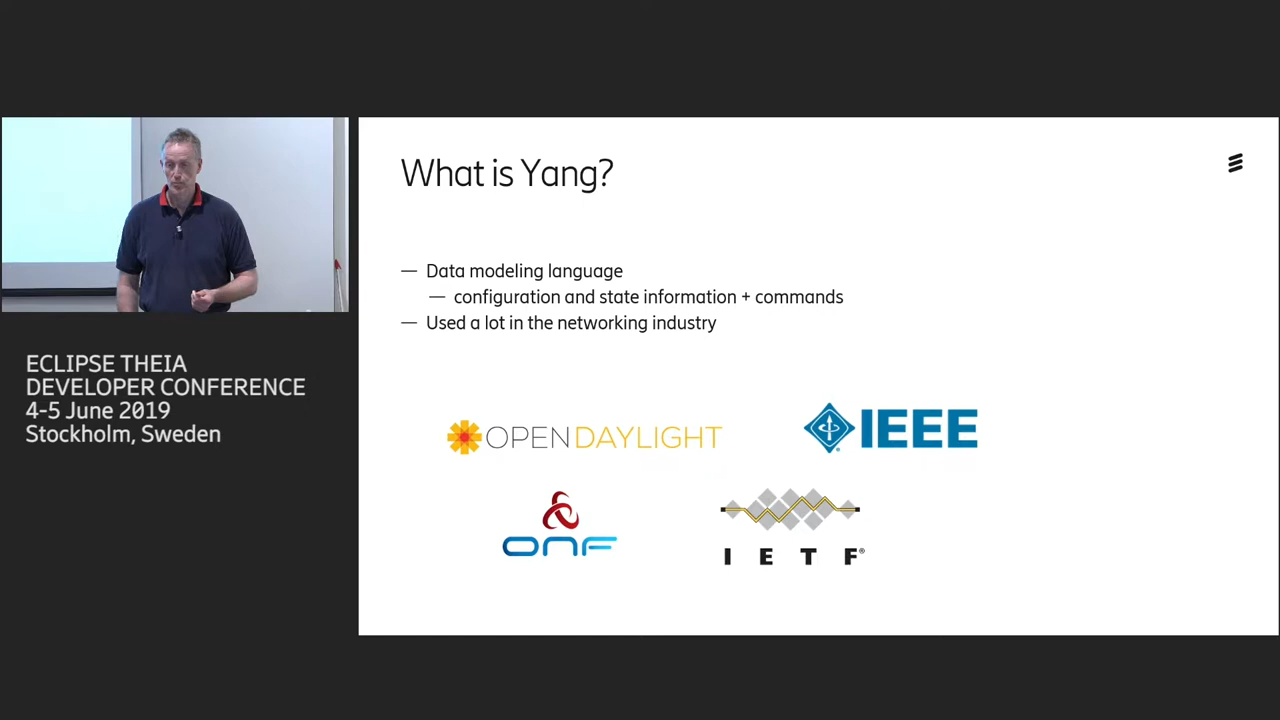 What is Yang?
— Data modeling language
— configuration and state information + commands
— Used a lot in the networking industry
OPENDAYLIGHT
IEEE
ONF
IETF®
ECLIPSE THEIA
DEVELOPER CONFERENCE
4-5 June 2019
Stockholm, Sweden